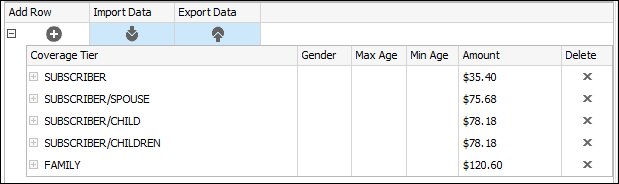 Add Row Import Data Export Data
Coverage Tier Gender Max Age Min Age Amount Delete
SUBSCRIBER $35.40
SUBSCRIBER/SPOUSE $75.68
SUBSCRIBER/CHILD $78.18
SUBSCRIBER/CHILDREN $78.18
FAMILY $120.60